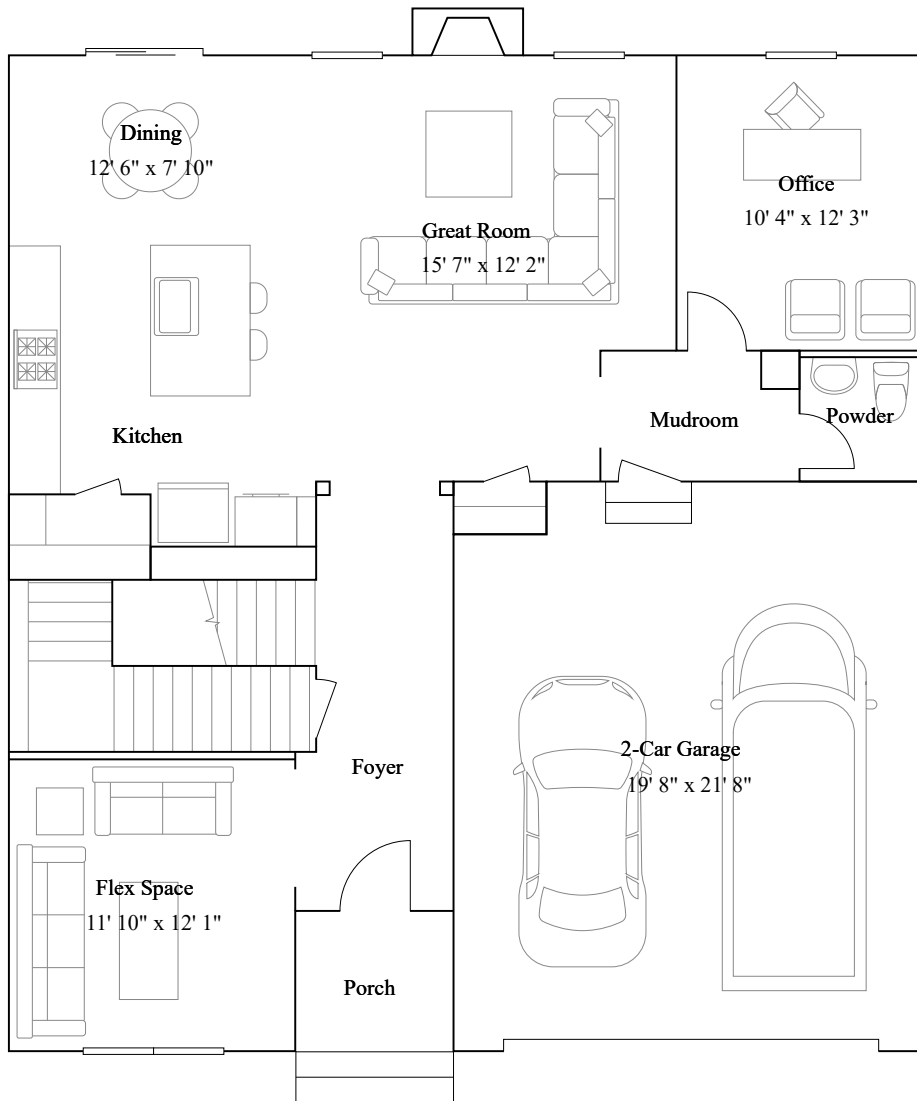 Dining
12' 6" x 7' 10"
Great Room
15' 7" x 12' 2"
Office
10' 4" x 12' 3"
Kitchen
Mudroom
Powder
Foyer
2-Car Garage
19' 8" x 21' 8"
Flex Space
11' 10" x 12' 1"
Porch